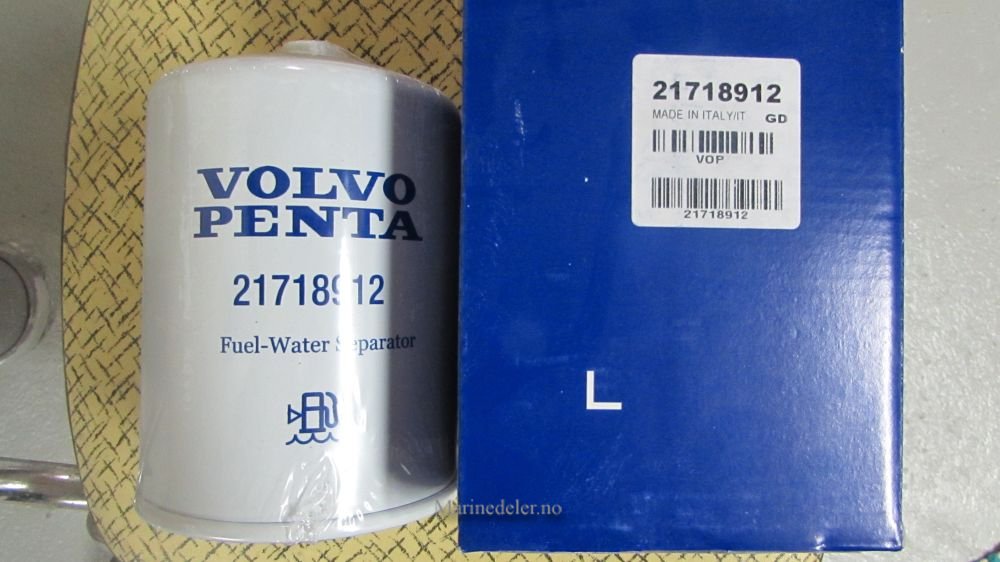 VOLVO
PENTA
21718912
Fuel-Water Separator
21718912
MADE IN ITALY/IT GD
VOP
21718912
L
Marinedeler.no